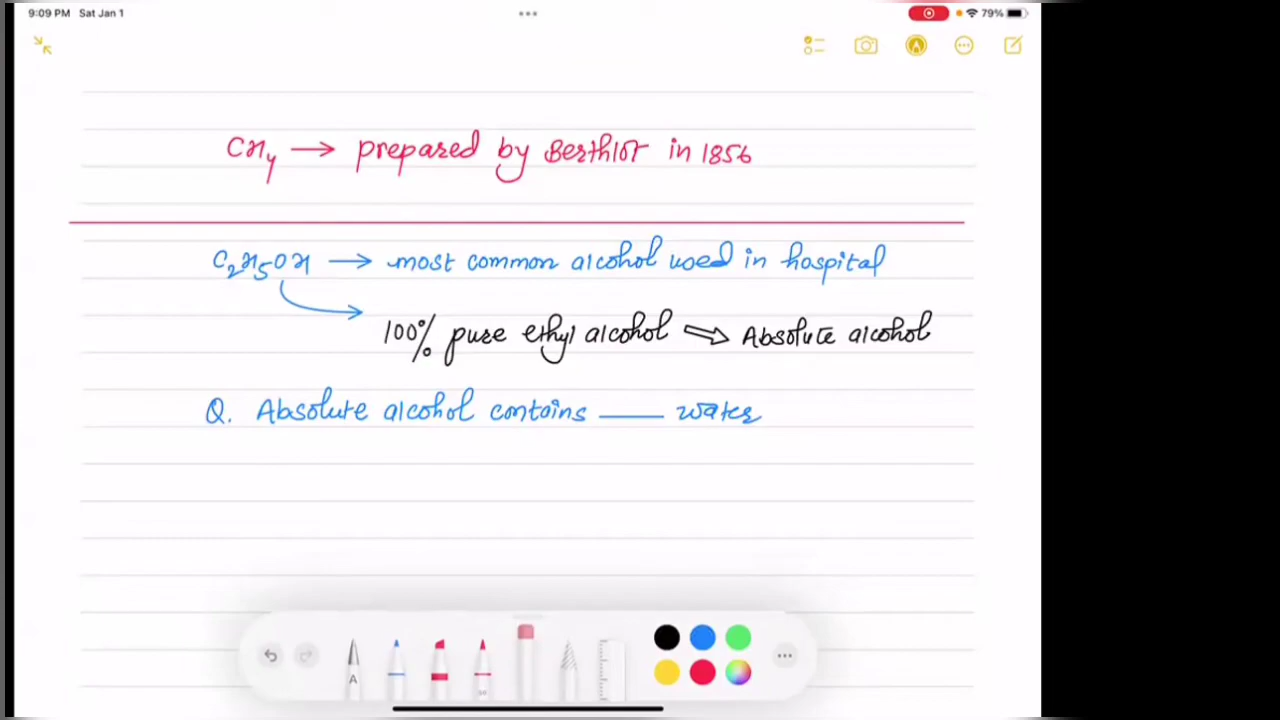 9:09 PM Sat Jan 1
79%
CH4 → prepared by Berthlot in 1856
C2H5OH → most common alcohol used in hospital
100% pure ethyl alcohol ⇒ Absolute alcohol
Q. Absolute alcohol contains ____ water
A
50